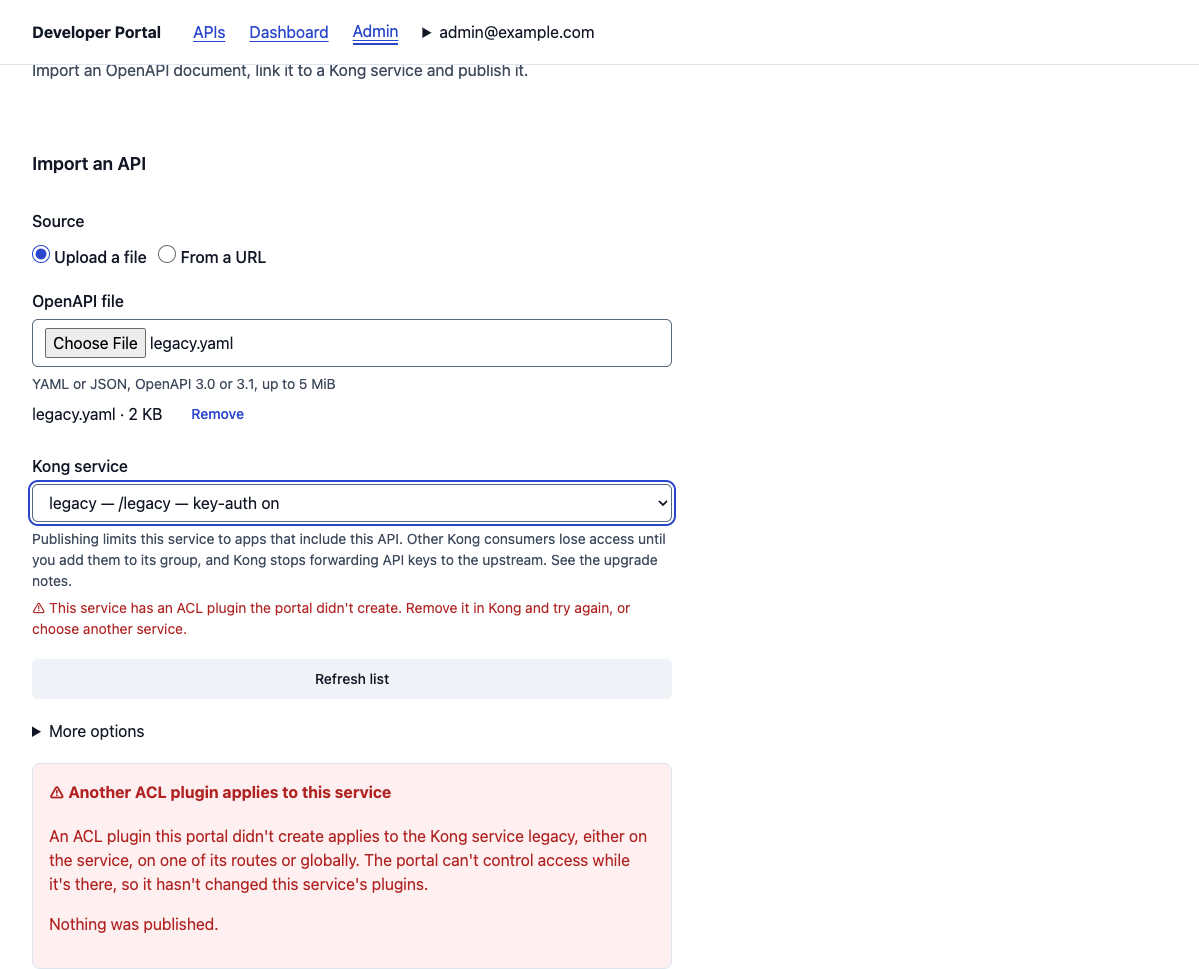 Developer Portal APIs Dashboard Admin ▶ admin@example.com
Import an OpenAPI document, link it to a Kong service and publish it.
Import an API
Source
Upload a file From a URL
OpenAPI file
Choose File legacy.yaml
YAML or JSON, OpenAPI 3.0 or 3.1, up to 5 MiB
legacy.yaml · 2 KB Remove
Kong service
legacy — /legacy — key-auth on
Publishing limits this service to apps that include this API. Other Kong consumers lose access until
you add them to its group, and Kong stops forwarding API keys to the upstream. See the upgrade
notes.
⚠ This service has an ACL plugin the portal didn't create. Remove it in Kong and try again, or
choose another service.
Refresh list
▶ More options
⚠ Another ACL plugin applies to this service
An ACL plugin this portal didn't create applies to the Kong service legacy, either on
the service, on one of its routes or globally. The portal can't control access while
it's there, so it hasn't changed this service's plugins.
Nothing was published.